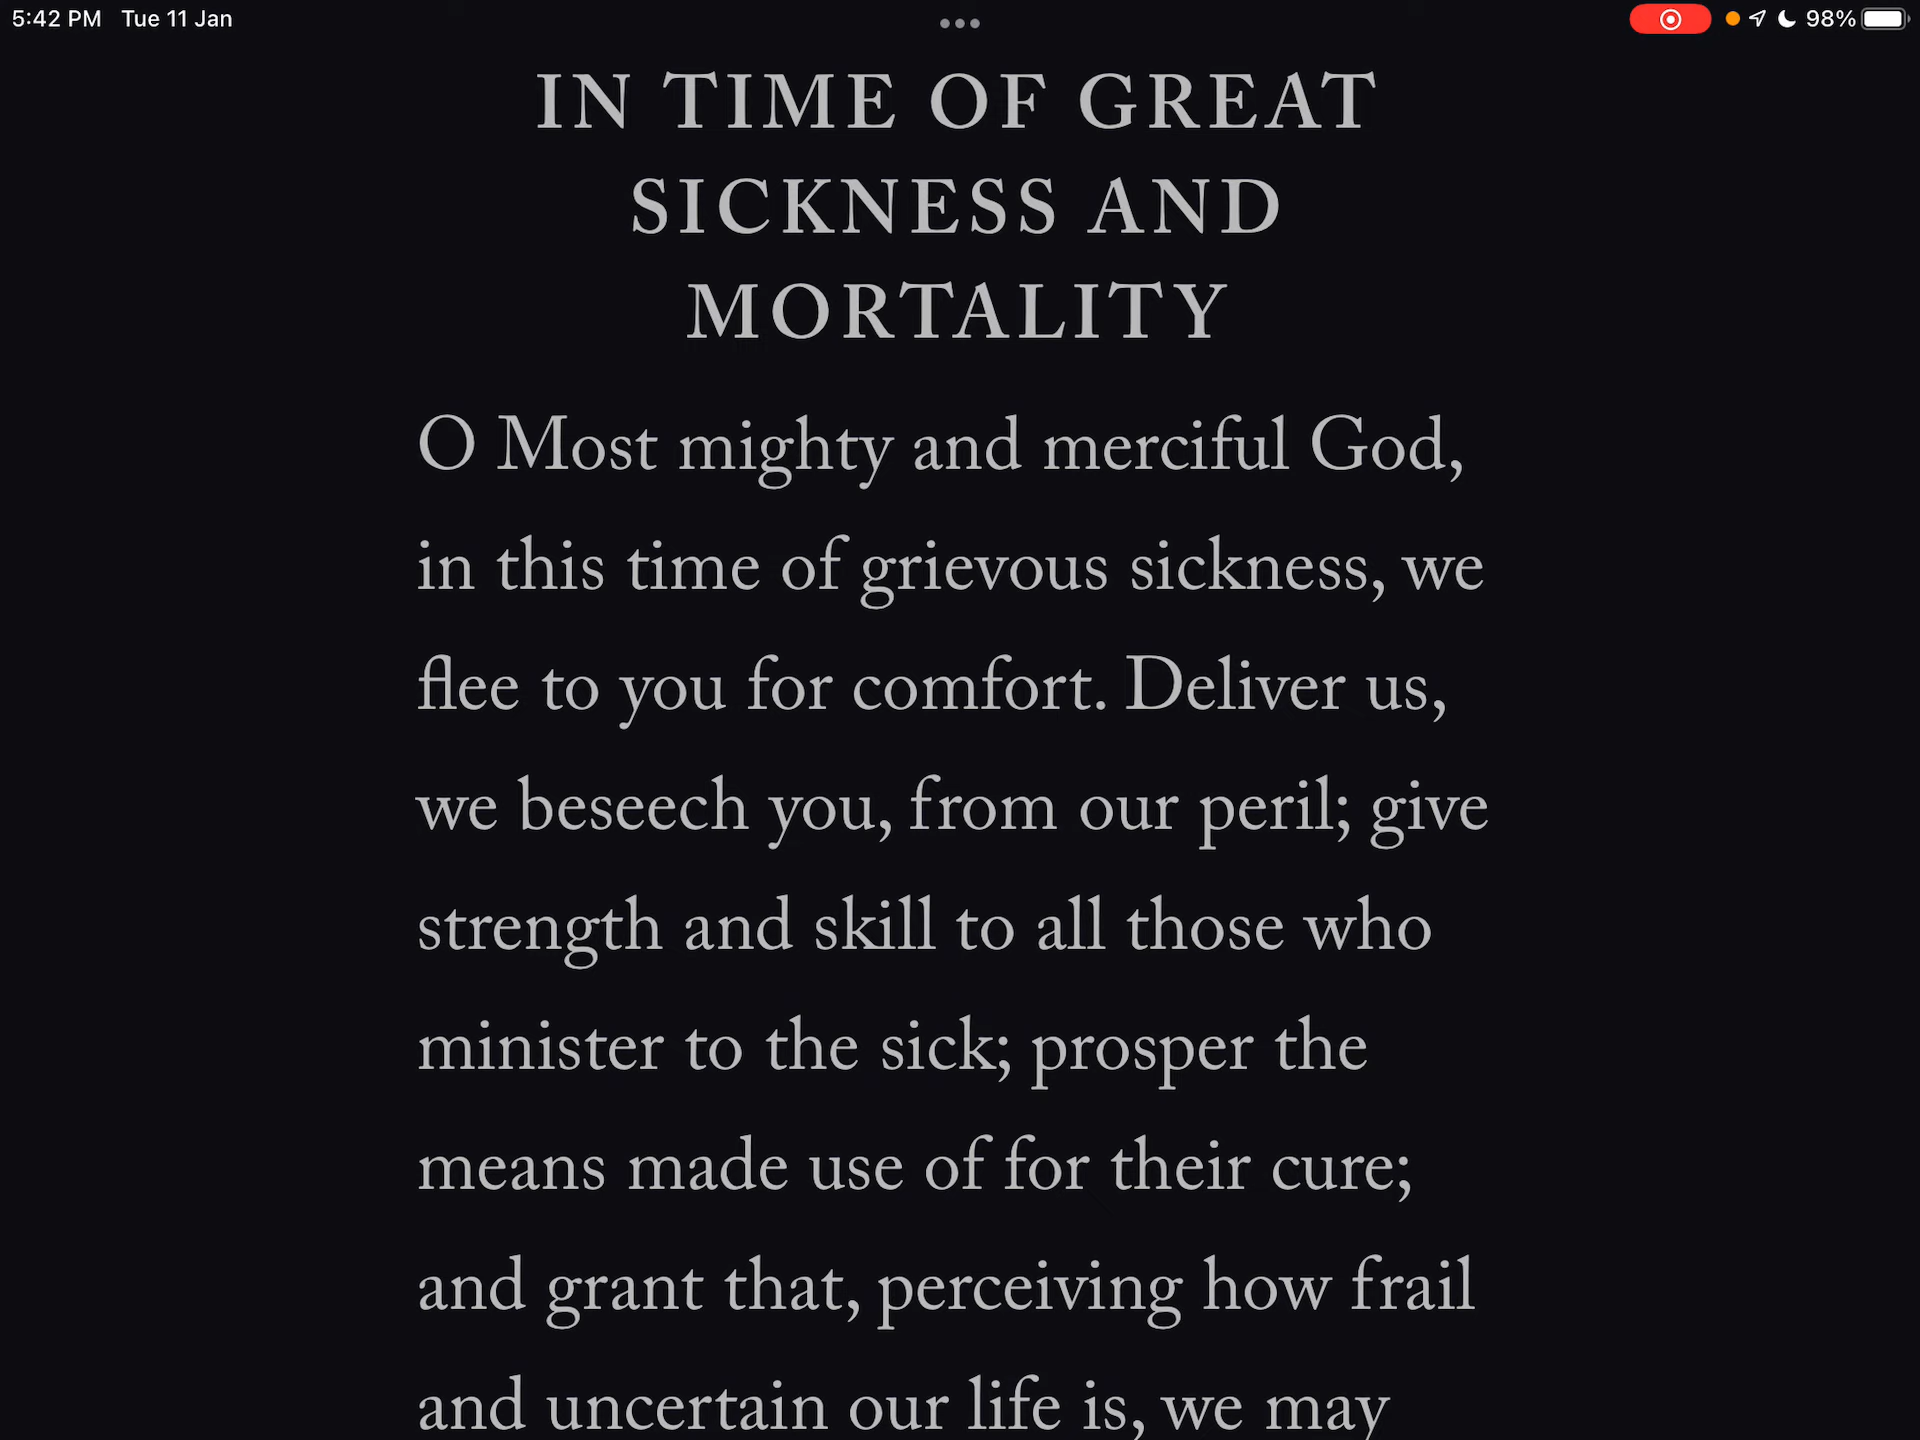 5:42 PM Tue 11 Jan
98%
IN TIME OF GREAT
SICKNESS AND
MORTALITY
O Most mighty and merciful God,
in this time of grievous sickness, we
flee to you for comfort. Deliver us,
we beseech you, from our peril; give
strength and skill to all those who
minister to the sick; prosper the
means made use of for their cure;
and grant that, perceiving how frail
and uncertain our life is, we may